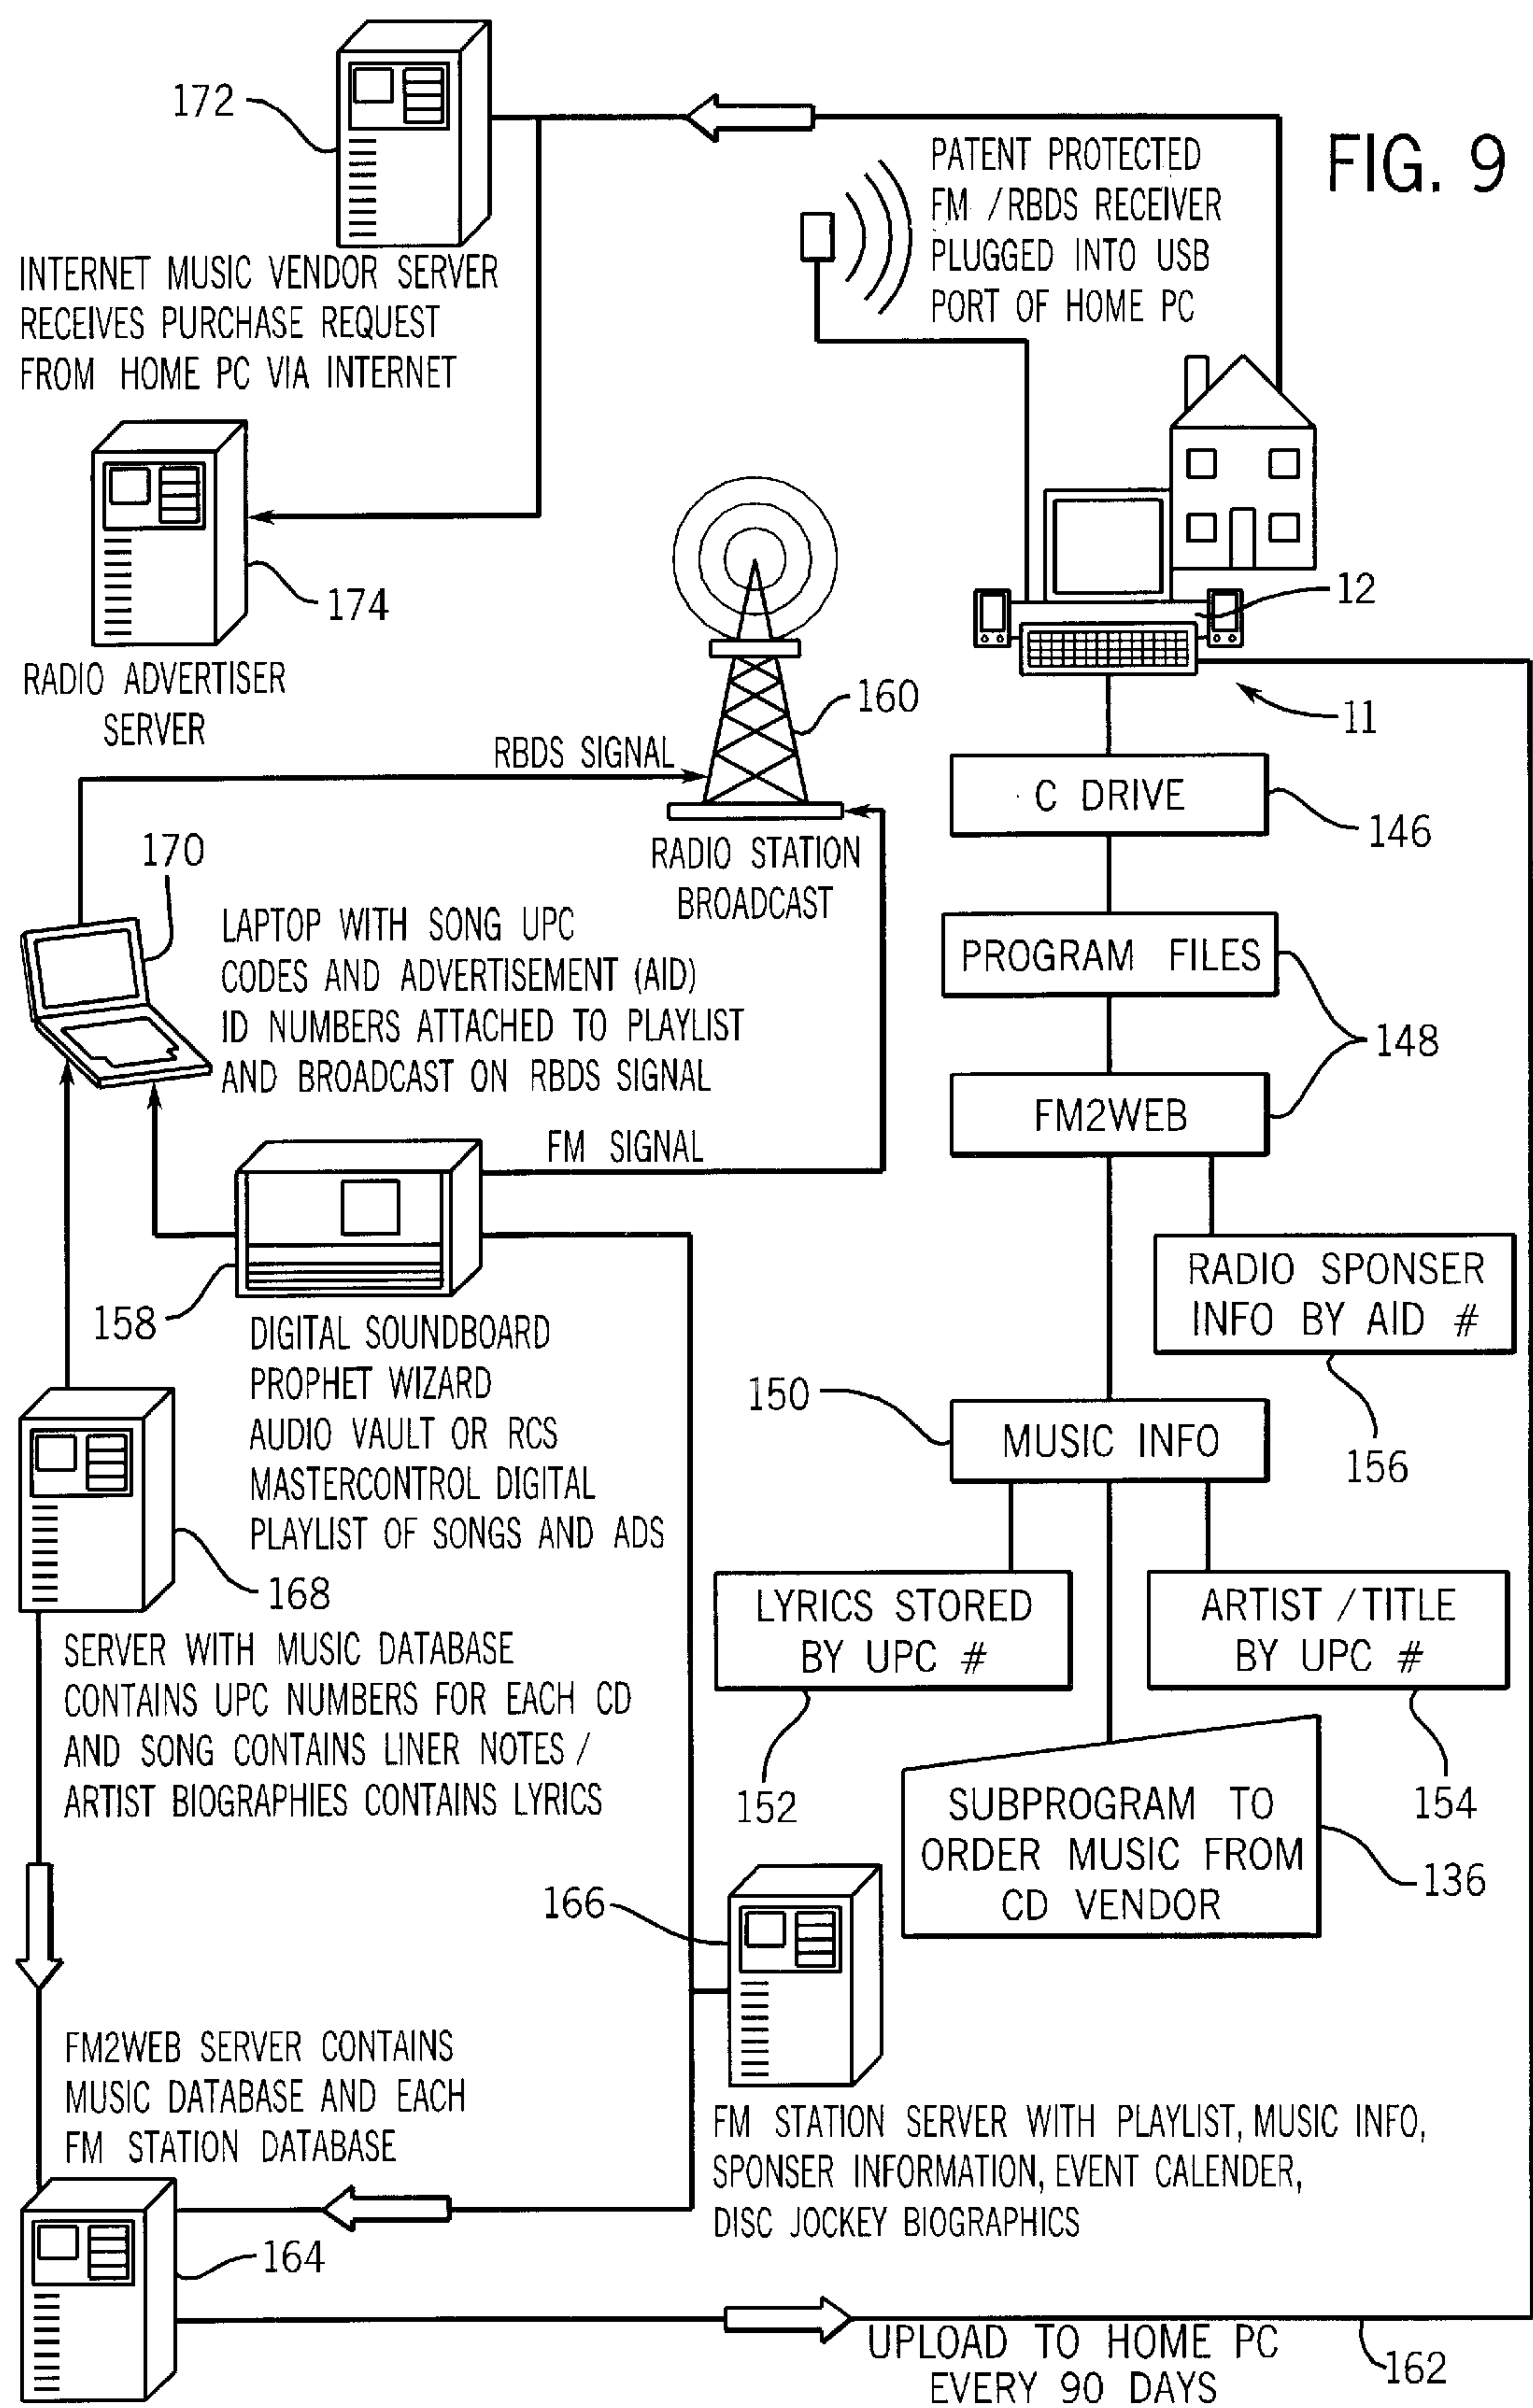 FIG. 9
172
PATENT PROTECTED
FM /RBDS RECEIVER
PLUGGED INTO USB
PORT OF HOME PC
INTERNET MUSIC VENDOR SERVER
RECEIVES PURCHASE REQUEST
FROM HOME PC VIA INTERNET
174
RADIO ADVERTISER
SERVER
12
11
160
RBDS SIGNAL
RADIO STATION
BROADCAST
C DRIVE
146
170
LAPTOP WITH SONG UPC
CODES AND ADVERTISEMENT (AID)
ID NUMBERS ATTACHED TO PLAYLIST
AND BROADCAST ON RBDS SIGNAL
PROGRAM FILES
148
FM2WEB
FM SIGNAL
158
DIGITAL SOUNDBOARD
PROPHET WIZARD
AUDIO VAULT OR RCS
MASTERCONTROL DIGITAL
PLAYLIST OF SONGS AND ADS
RADIO SPONSER
INFO BY AID #
156
150
MUSIC INFO
168
SERVER WITH MUSIC DATABASE
CONTAINS UPC NUMBERS FOR EACH CD
AND SONG CONTAINS LINER NOTES /
ARTIST BIOGRAPHIES CONTAINS LYRICS
LYRICS STORED
BY UPC #
152
ARTIST /TITLE
BY UPC #
154
SUBPROGRAM TO
ORDER MUSIC FROM
CD VENDOR
136
166
FM STATION SERVER WITH PLAYLIST, MUSIC INFO,
SPONSER INFORMATION, EVENT CALENDER,
DISC JOCKEY BIOGRAPHICS
FM2WEB SERVER CONTAINS
MUSIC DATABASE AND EACH
FM STATION DATABASE
164
UPLOAD TO HOME PC
EVERY 90 DAYS
162